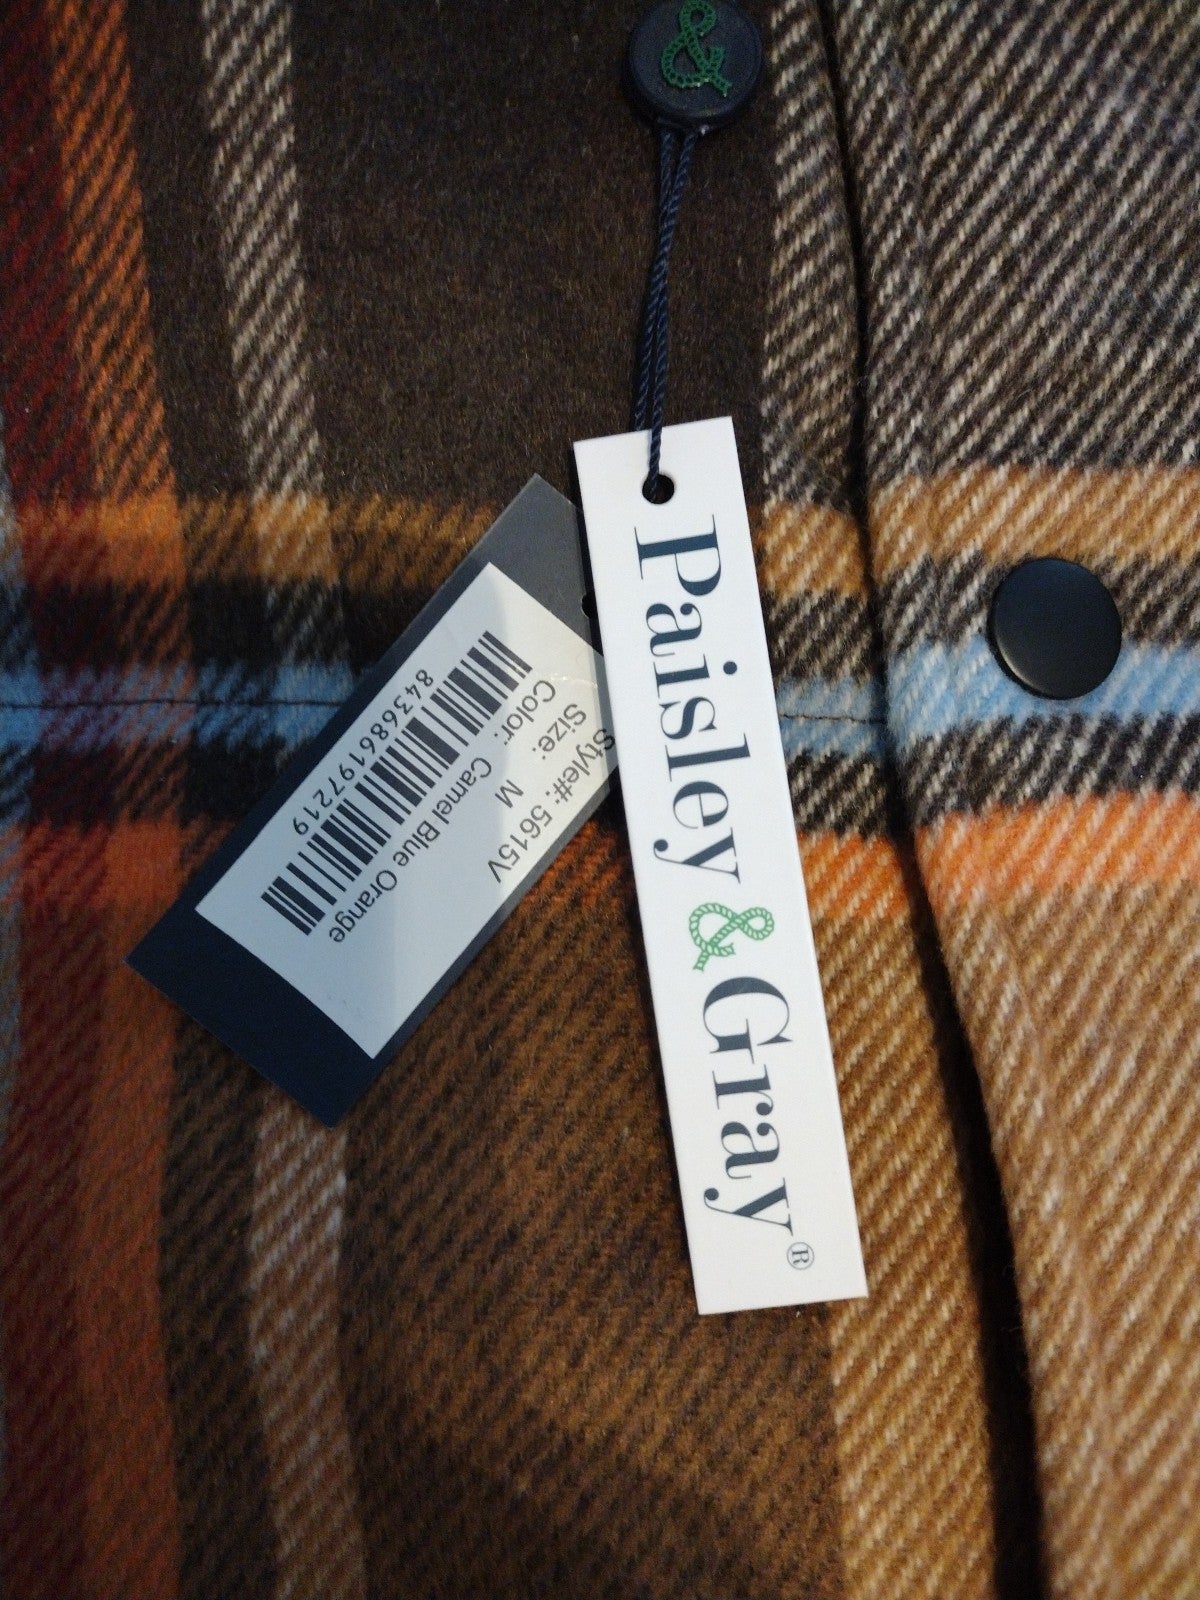 &
Paisley & Gray®
Style#: 5615V
Size: M
Color: Camel Blue Orange
843686197219